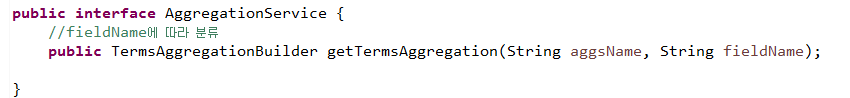 public interface AggregationService {
//fieldName에 따라 분류
public TermsAggregationBuilder getTermsAggregation(String aggsName, String fieldName);
}